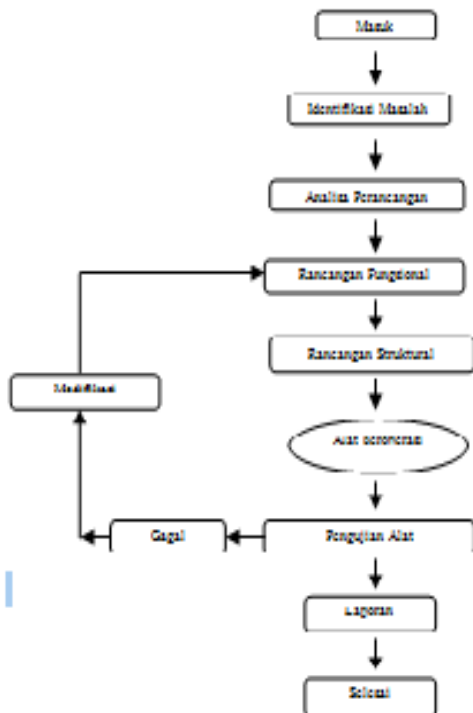 Masuk
Identifikasi Masalah
Analisa Perancangan
Rancangan Fungsional
Rancangan Struktural
Modifikasi
Alat beroperasi
Gagal
Pengujian Alat
Laporan
Selesai